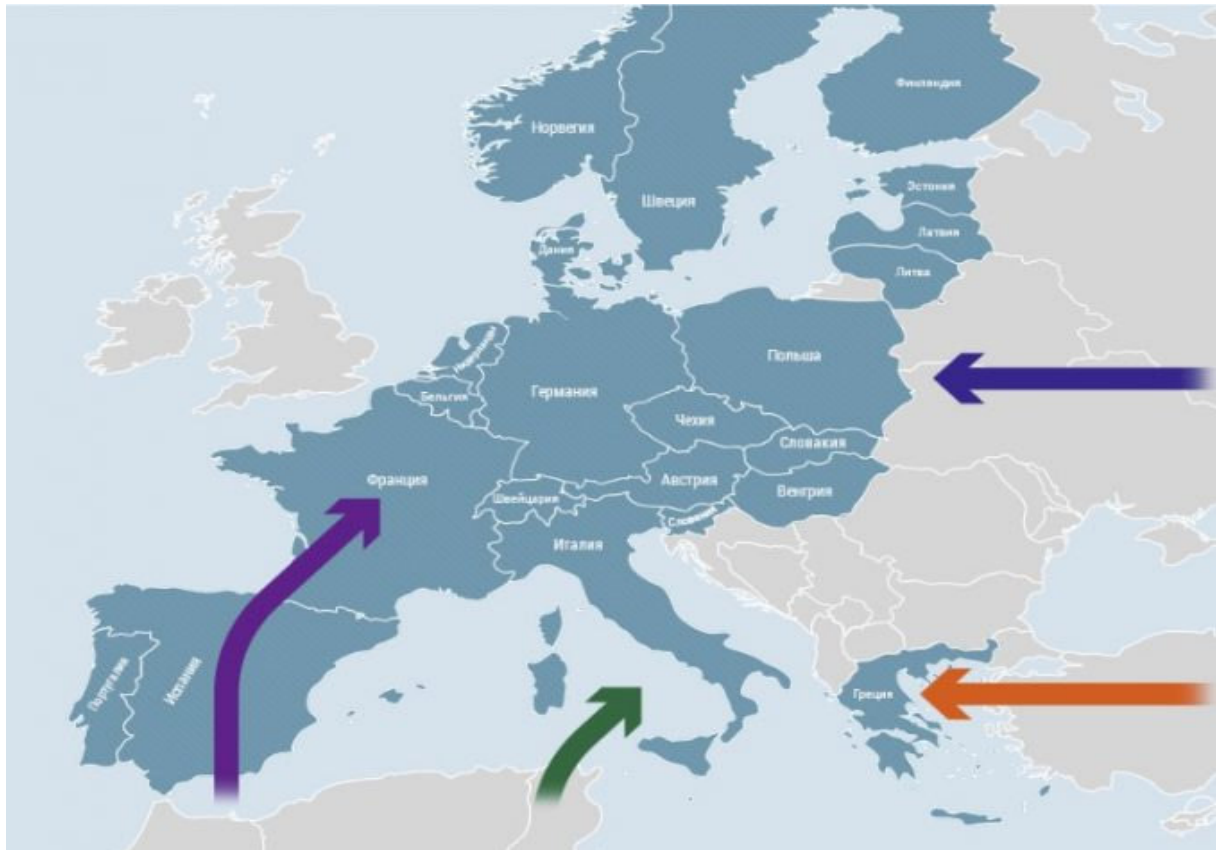 Финляндия
Норвегия
Швеция
Эстония
Латвия
Дания
Литва
Нидерланды
Польша
Германия
Бельгия
Чехия
Словакия
Франция
Австрия
Венгрия
Швейцария
Словения
Италия
Португалия
Испания
Греция